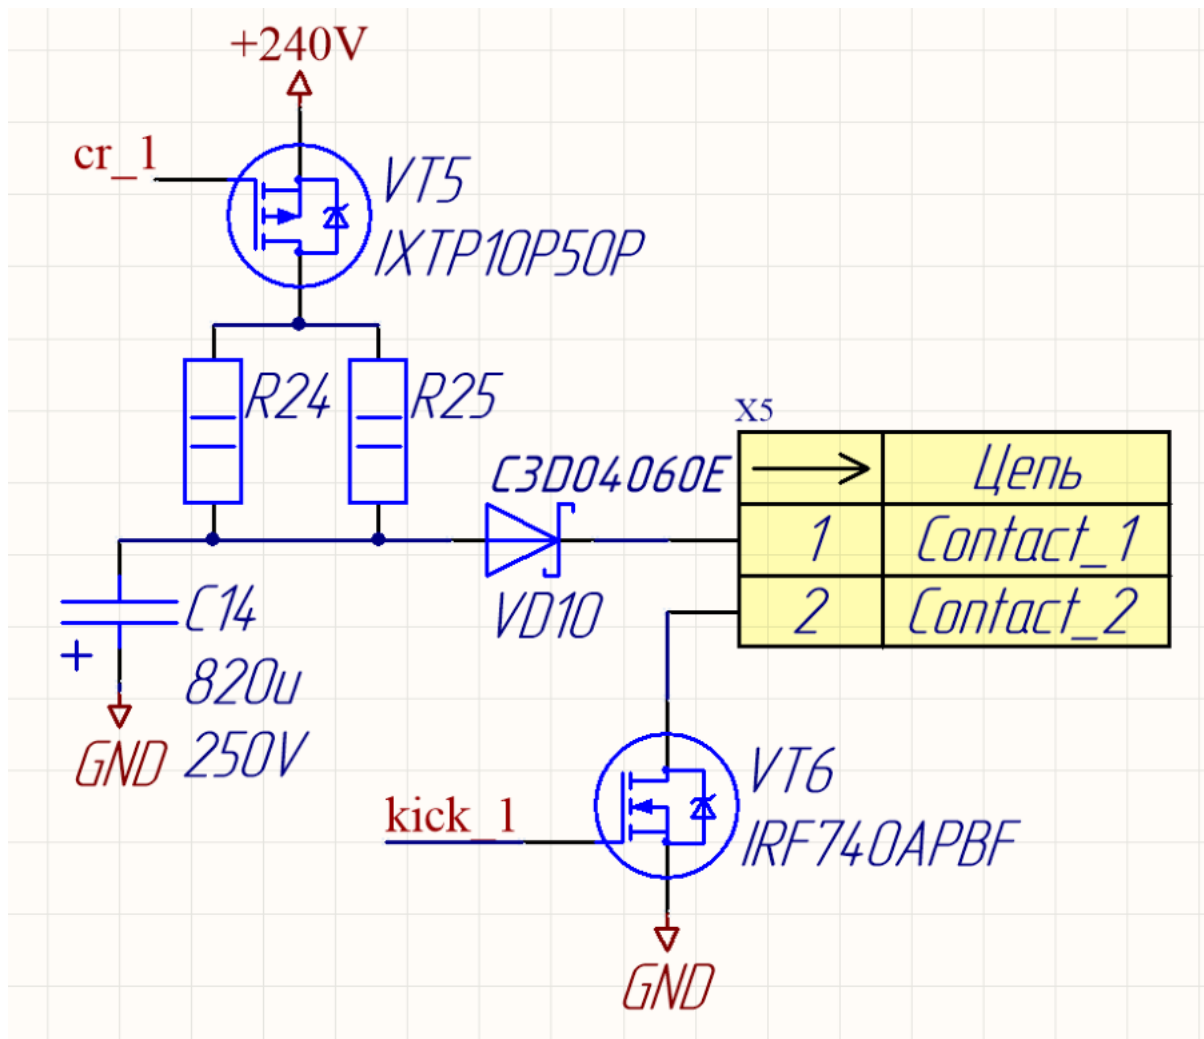 +240V
cr_1
VT5
IXTP10P50P
R24
R25
X5
C3D04060E
Цепь
1
Contact_1
C14
VD10
2
Contact_2
+
820u
250V
GND
VT6
kick_1
IRF740APBF
GND